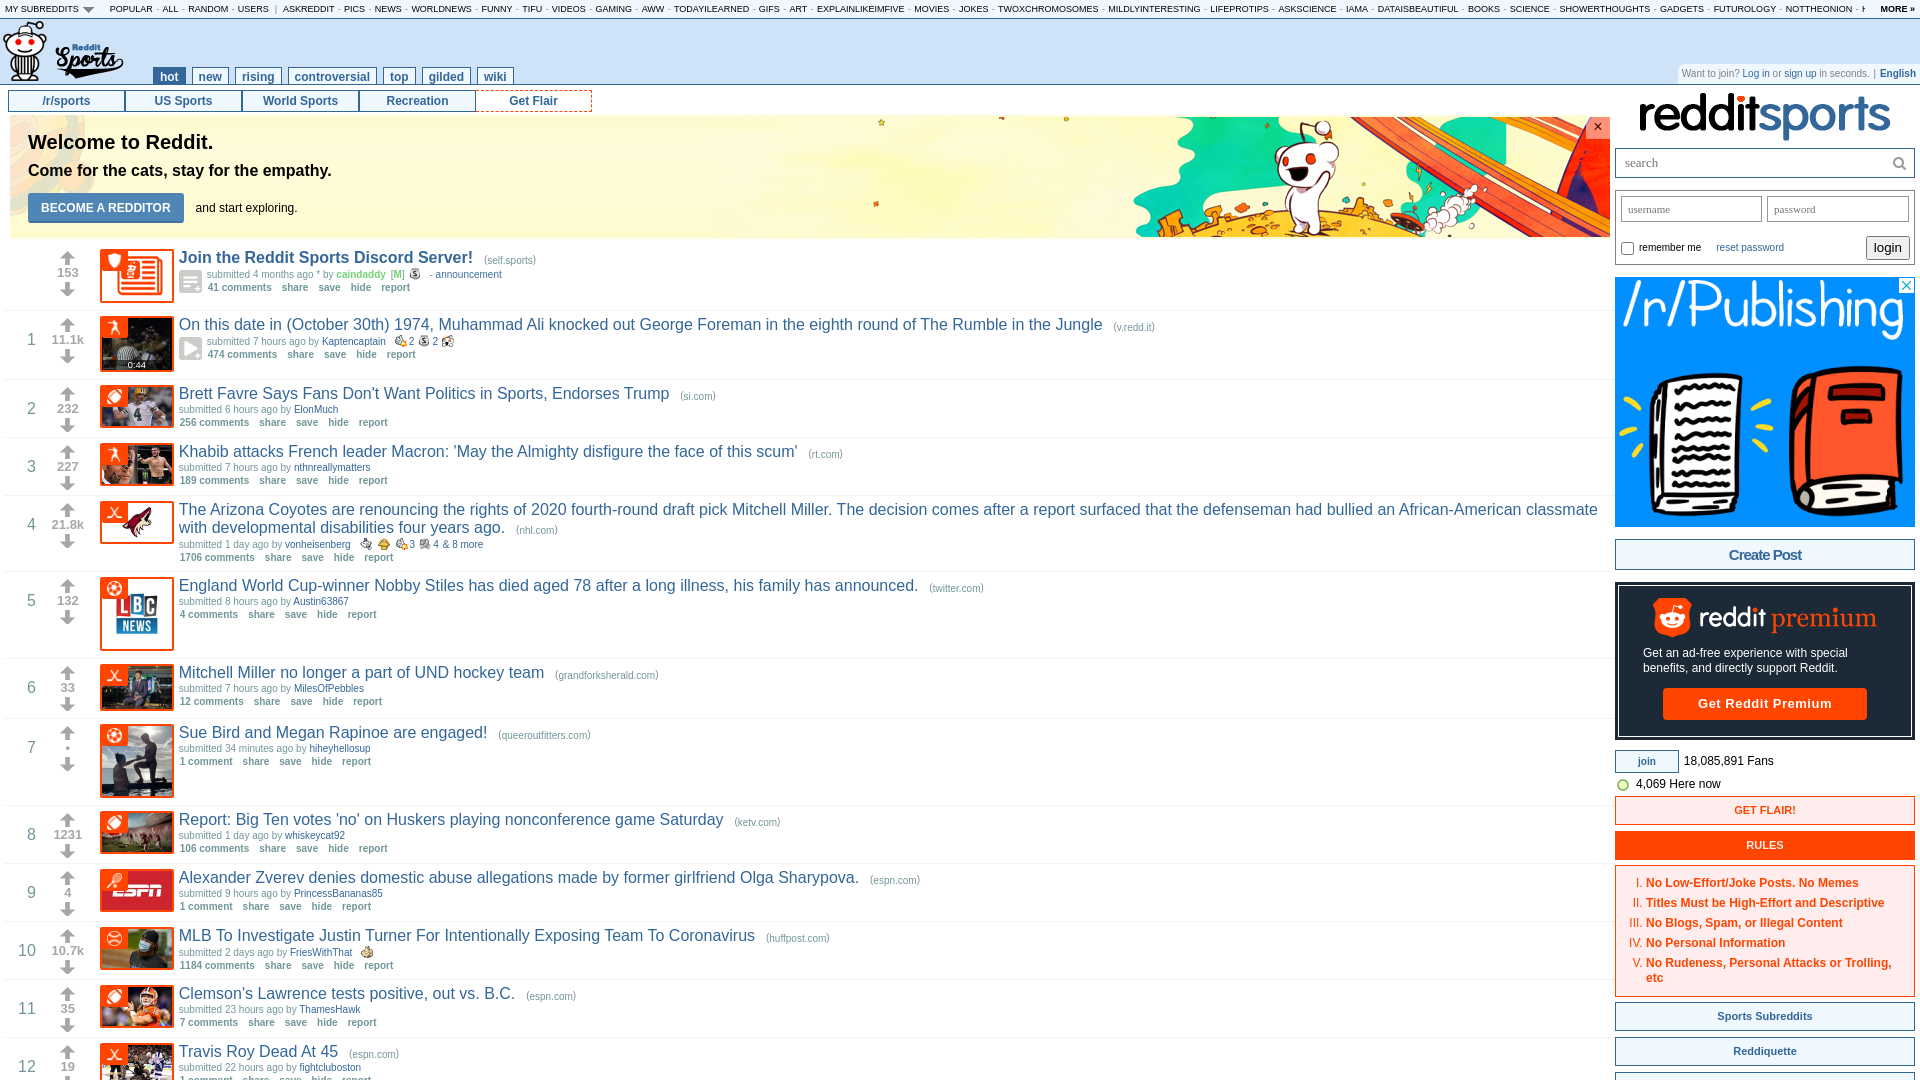 MY SUBREDDITS POPULAR - ALL - RANDOM - USERS | ASKREDDIT - PICS - NEWS - WORLDNEWS - FUNNY - TIFU - VIDEOS - GAMING - AWW - TODAYILEARNED - GIFS - ART - EXPLAINLIKEIMFIVE - MOVIES - JOKES - TWOXCHROMOSOMES - MILDLYINTERESTING - LIFEPROTIPS - ASKSCIENCE - IAMA - DATAISBEAUTIFUL - BOOKS - SCIENCE - SHOWERTHOUGHTS - GADGETS - FUTUROLOGY - NOTTHEONION - MORE »
Reddit
Sports
hot new rising controversial top gilded wiki
Want to join? Log in or sign up in seconds. | English
/r/sports US Sports World Sports Recreation Get Flair
redditsports
Welcome to Reddit.
Come for the cats, stay for the empathy.
BECOME A REDDITOR and start exploring.
×
search
username password
remember me reset password login
153
Join the Reddit Sports Discord Server! (self.sports)
submitted 4 months ago * by caindaddy [M] - announcement
41 comments share save hide report
1
11.1k
0:44
On this date in (October 30th) 1974, Muhammad Ali knocked out George Foreman in the eighth round of The Rumble in the Jungle (v.redd.it)
submitted 7 hours ago by Kaptencaptain 2 2
474 comments share save hide report
2
232
4
Brett Favre Says Fans Don't Want Politics in Sports, Endorses Trump (si.com)
submitted 6 hours ago by ElonMuch
256 comments share save hide report
3
227
Khabib attacks French leader Macron: 'May the Almighty disfigure the face of this scum' (rt.com)
submitted 7 hours ago by nthnreallymatters
189 comments share save hide report
4
21.8k
The Arizona Coyotes are renouncing the rights of 2020 fourth-round draft pick Mitchell Miller. The decision comes after a report surfaced that the defenseman had bullied an African-American classmate
with developmental disabilities four years ago. (nhl.com)
submitted 1 day ago by vonheisenberg 3 4 & 8 more
1706 comments share save hide report
5
132
LBC
NEWS
England World Cup-winner Nobby Stiles has died aged 78 after a long illness, his family has announced. (twitter.com)
submitted 8 hours ago by Austin63867
4 comments share save hide report
6
33
Mitchell Miller no longer a part of UND hockey team (grandforksherald.com)
submitted 7 hours ago by MilesOfPebbles
12 comments share save hide report
7
•
Sue Bird and Megan Rapinoe are engaged! (queeroutfitters.com)
submitted 34 minutes ago by hiheyhellosup
1 comment share save hide report
8
1231
Report: Big Ten votes 'no' on Huskers playing nonconference game Saturday (ketv.com)
submitted 1 day ago by whiskeycat92
106 comments share save hide report
9
4
ESPN
Alexander Zverev denies domestic abuse allegations made by former girlfriend Olga Sharypova. (espn.com)
submitted 9 hours ago by PrincessBananas85
1 comment share save hide report
10
10.7k
MLB To Investigate Justin Turner For Intentionally Exposing Team To Coronavirus (huffpost.com)
submitted 2 days ago by FriesWithThat
1184 comments share save hide report
11
35
Clemson's Lawrence tests positive, out vs. B.C. (espn.com)
submitted 23 hours ago by ThamesHawk
7 comments share save hide report
12
19
Travis Roy Dead At 45 (espn.com)
submitted 22 hours ago by fightcluboston
1 comment share save hide report
/r/Publishing
Create Post
reddit premium
Get an ad-free experience with special
benefits, and directly support Reddit.
Get Reddit Premium
join 18,085,891 Fans
4,069 Here now
GET FLAIR!
RULES
I. No Low-Effort/Joke Posts. No Memes
II. Titles Must be High-Effort and Descriptive
III. No Blogs, Spam, or Illegal Content
IV. No Personal Information
V. No Rudeness, Personal Attacks or Trolling,
etc
Sports Subreddits
Reddiquette